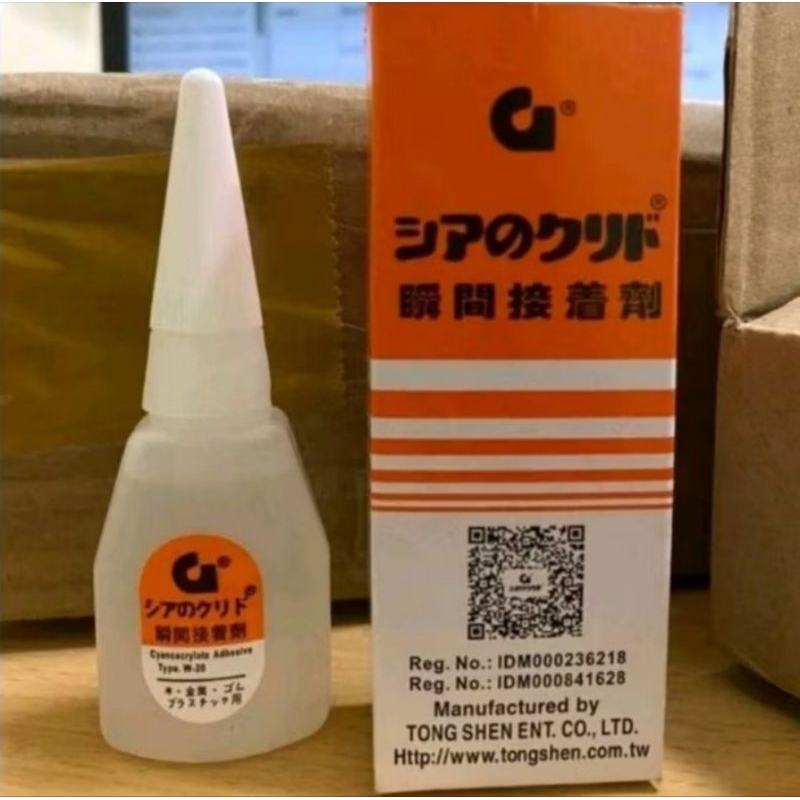 シアのクリド®
瞬間接着劑
Reg. No.: IDM000236218
Reg. No.: IDM000841628
Manufactured by
TONG SHEN ENT. CO., LTD.
Http://www.tongshen.com.tw
シアのクリド®
瞬間接着劑
Cyanoacrylate Adhesive
Type. W-20
木・金属・ゴム
プラスチック用